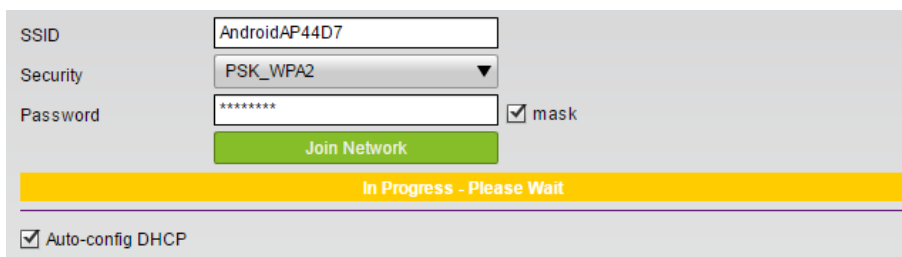 SSID AndroidAP44D7
Security PSK_WPA2
Password ******** mask
Join Network
In Progress - Please Wait
Auto-config DHCP